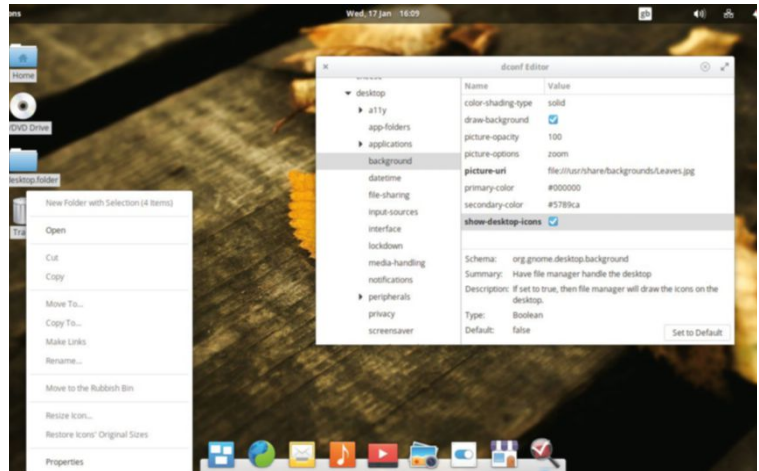 ons
Wed, 17 Jan 16:09
gb
Home
/DVD Drive
desktop.folder
Tra
New Folder with Selection (4 Items)
Open
Cut
Copy
Move To...
Copy To...
Make Links
Rename...
Move to the Rubbish Bin
Resize Icon...
Restore Icons' Original Sizes
Properties
dconf Editor
desktop
a11y
app-folders
applications
background
datetime
file-sharing
input-sources
interface
lockdown
media-handling
notifications
peripherals
privacy
screensaver
Name Value
color-shading-type solid
draw-background
picture-opacity 100
picture-options zoom
picture-uri file:///usr/share/backgrounds/Leaves.jpg
primary-color #000000
secondary-color #5789ca
show-desktop-icons
Schema: org.gnome.desktop.background
Summary: Have file manager handle the desktop
Description: If set to true, then file manager will draw the icons on the
desktop.
Type: Boolean
Default: false
Set to Default